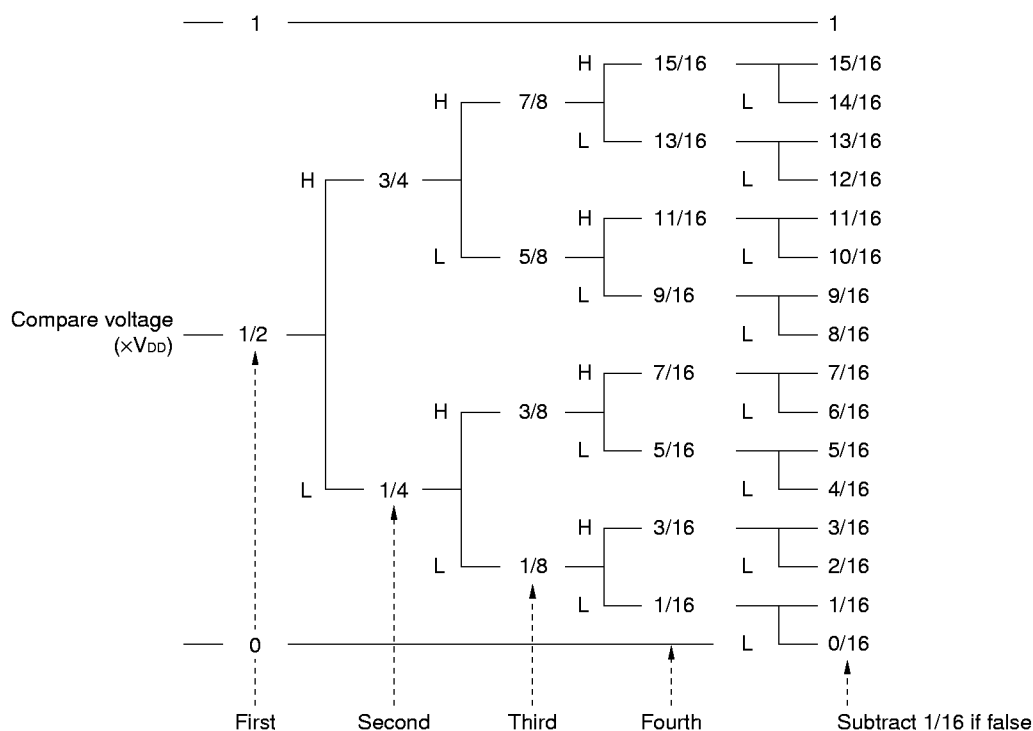 1 1
H 15/16 15/16
H 7/8 L 14/16
L 13/16 13/16
H 3/4 L 12/16
H 11/16 11/16
L 5/8 L 10/16
L 9/16 9/16
Compare voltage
(×VDD) 1/2 L 8/16
H 7/16 7/16
H 3/8 L 6/16
L 5/16 5/16
L 1/4 L 4/16
H 3/16 3/16
L 1/8 L 2/16
L 1/16 1/16
0 L 0/16
First Second Third Fourth Subtract 1/16 if false